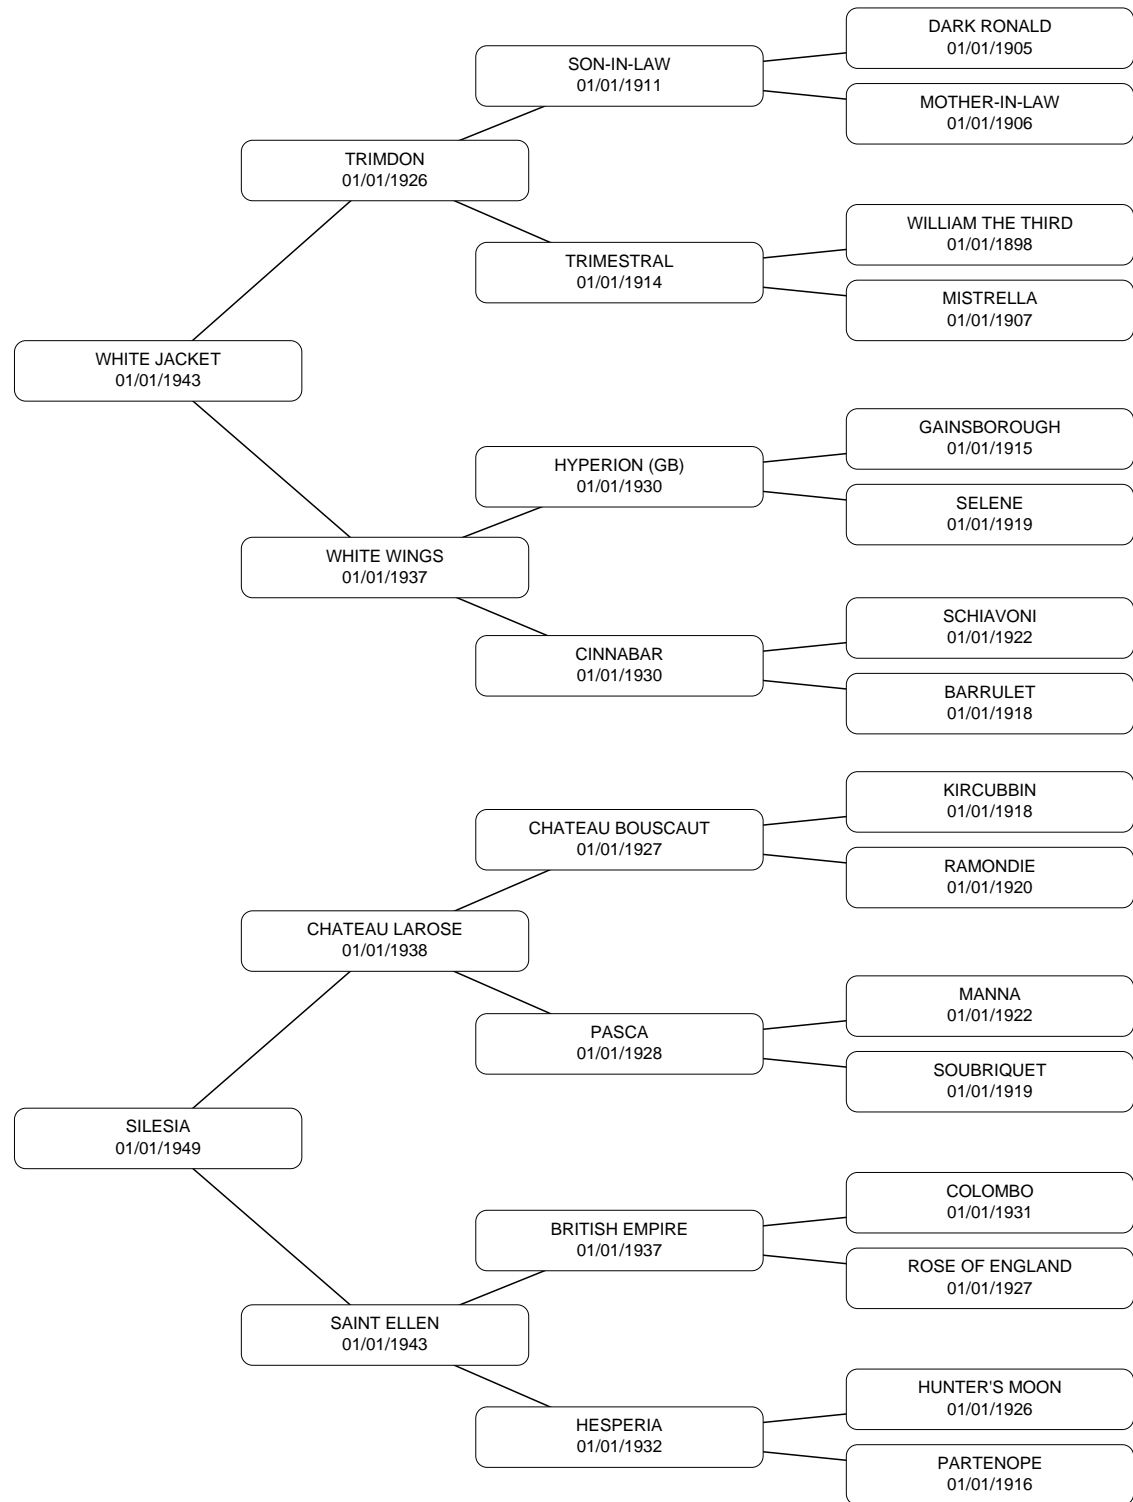 DARK RONALD
01/01/1905
SON-IN-LAW
01/01/1911
MOTHER-IN-LAW
01/01/1906
TRIMDON
01/01/1926
WILLIAM THE THIRD
01/01/1898
TRIMESTRAL
01/01/1914
MISTRELLA
01/01/1907
WHITE JACKET
01/01/1943
GAINSBOROUGH
01/01/1915
HYPERION (GB)
01/01/1930
SELENE
01/01/1919
WHITE WINGS
01/01/1937
SCHIAVONI
01/01/1922
CINNABAR
01/01/1930
BARRULET
01/01/1918
KIRCUBBIN
01/01/1918
CHATEAU BOUSCAUT
01/01/1927
RAMONDIE
01/01/1920
CHATEAU LAROSE
01/01/1938
MANNA
01/01/1922
PASCA
01/01/1928
SOUBRIQUET
01/01/1919
SILESIA
01/01/1949
COLOMBO
01/01/1931
BRITISH EMPIRE
01/01/1937
ROSE OF ENGLAND
01/01/1927
SAINT ELLEN
01/01/1943
HUNTER'S MOON
01/01/1926
HESPERIA
01/01/1932
PARTENOPE
01/01/1916